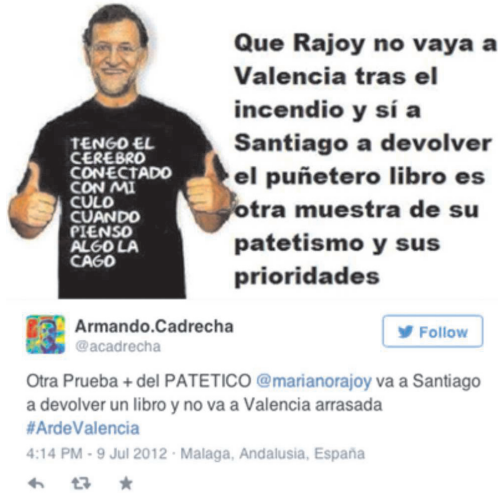 Que Rajoy no vaya a
Valencia tras el
incendio y sí a
Santiago a devolver
el puñetero libro es
otra muestra de su
patetismo y sus
prioridades
TENGO EL
CEREBRO
CONECTADO
CON MI
CULO
CUANDO
PIENSO
ALGO LA
CAGO
Armando.Cadrecha
@acadrecha
Follow
Otra Prueba + del PATETICO @marianorajoy va a Santiago
a devolver un libro y no va a Valencia arrasada
#ArdeValencia
4:14 PM - 9 Jul 2012 · Malaga, Andalusia, España